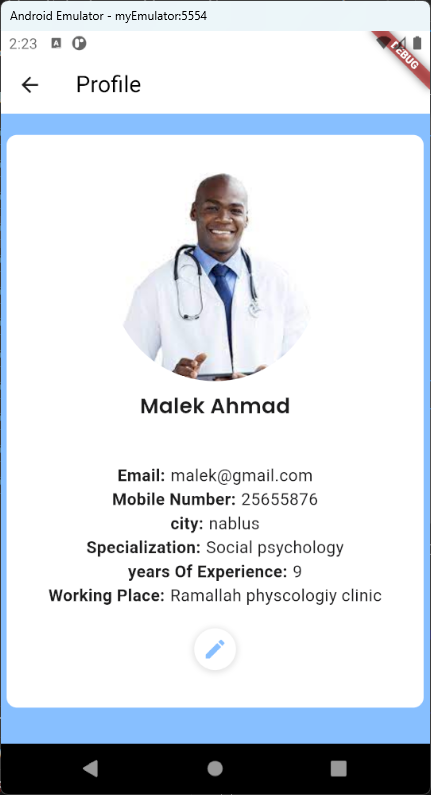 Android Emulator - myEmulator:5554
2:23 A
DEBUG
Profile
Malek Ahmad
Email: malek@gmail.com
Mobile Number: 25655876
city: nablus
Specialization: Social psychology
years Of Experience: 9
Working Place: Ramallah physcologiy clinic